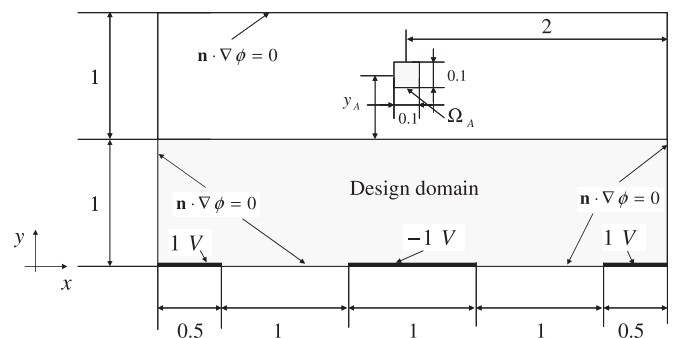 2
n · ∇ϕ = 0
1
0.1
y_A
0.1
Ω_A
Design domain
1
n · ∇ϕ = 0
n · ∇ϕ = 0
y
1 V
−1 V
1 V
x
0.5
1
1
1
0.5